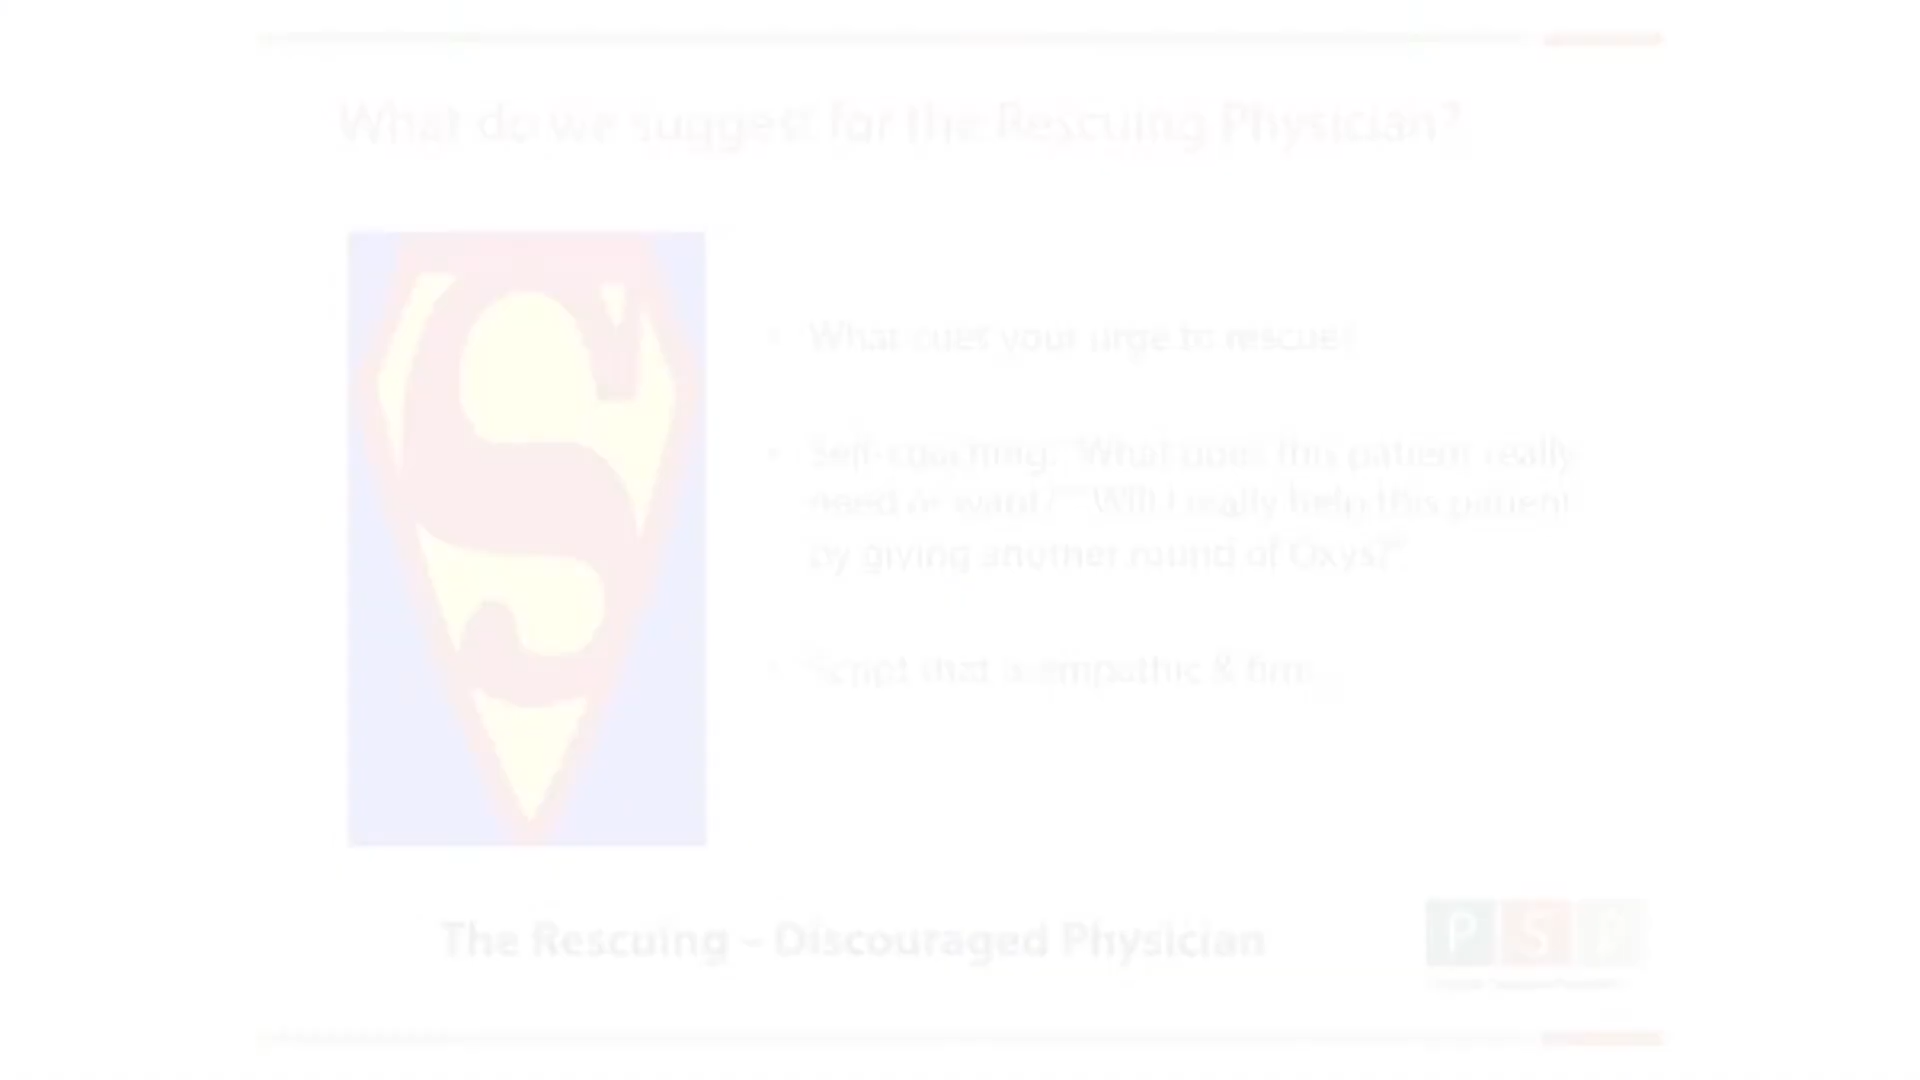 What do we suggest for the Rescuing Physician?
S
• What cues your urge to rescue?
• Self-coaching: "What does this patient really
need or want?" "Will I really help this patient
by giving another round of Oxys?"
• Script that is empathic & firm
The Rescuing – Discouraged Physician
P S